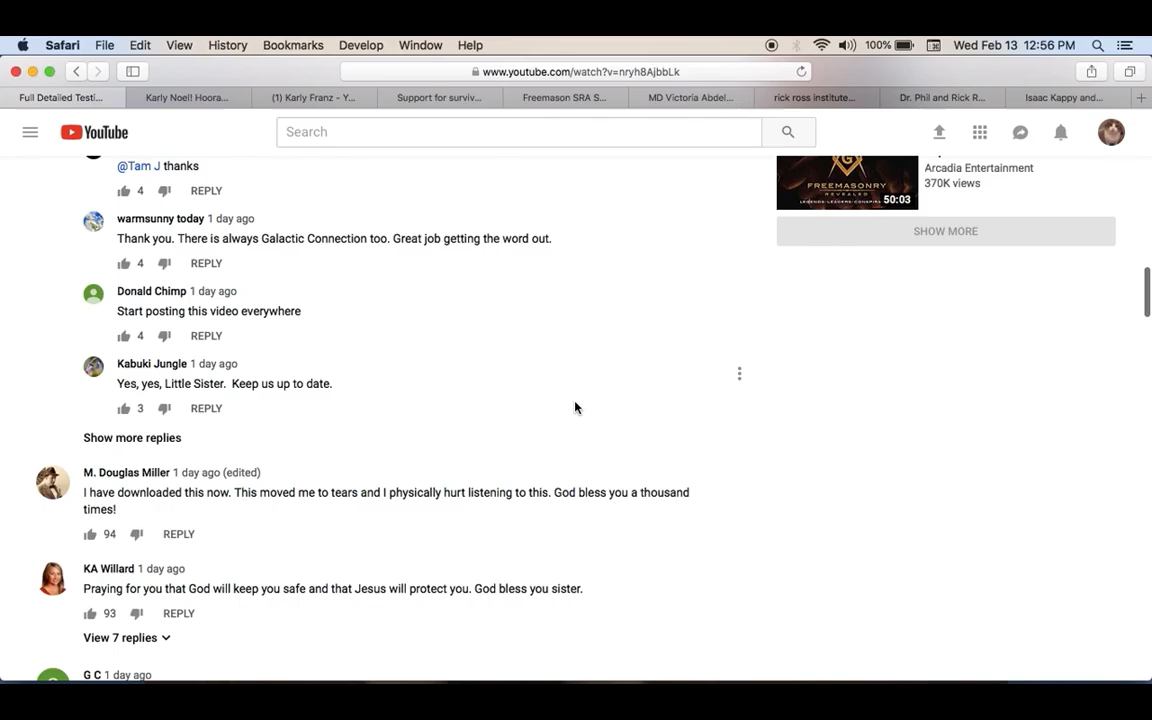 Safari File Edit View History Bookmarks Develop Window Help 100% Wed Feb 13 12:56 PM
www.youtube.com/watch?v=nryh8AjbbLk
Full Detailed Testi... Karly Noel! Hoora... (1) Karly Franz - Y... Support for surviv... Freemason SRA S... MD Victoria Abdel... rick ross institute... Dr. Phil and Rick R... Isaac Kappy and...
YouTube Search
@Tam J thanks
4 REPLY
warmsunny today 1 day ago
Thank you. There is always Galactic Connection too. Great job getting the word out.
4 REPLY
Donald Chimp 1 day ago
Start posting this video everywhere
4 REPLY
Kabuki Jungle 1 day ago
Yes, yes, Little Sister. Keep us up to date.
3 REPLY
Show more replies
M. Douglas Miller 1 day ago (edited)
I have downloaded this now. This moved me to tears and I physically hurt listening to this. God bless you a thousand
times!
94 REPLY
KA Willard 1 day ago
Praying for you that God will keep you safe and that Jesus will protect you. God bless you sister.
93 REPLY
View 7 replies
G C 1 day ago
Arcadia Entertainment
370K views
FREEMASONRY
REVEALED
50:03
SHOW MORE